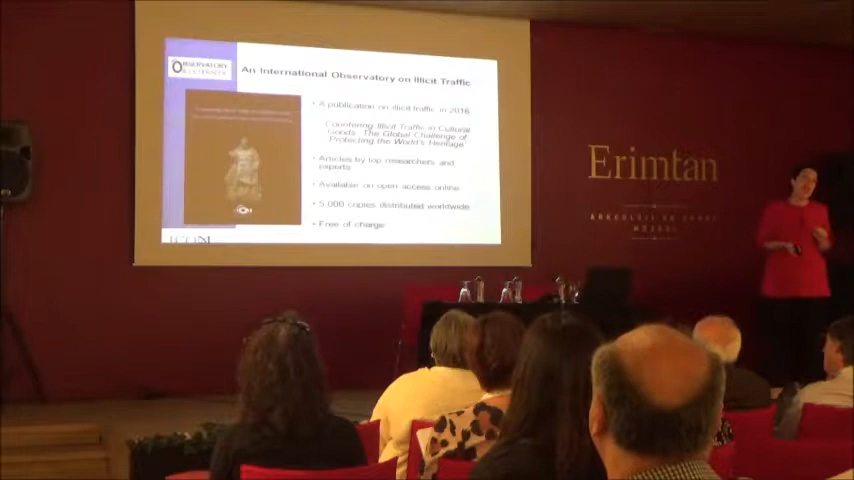 OBSERVATORY
An International Observatory on Illicit Traffic
• A publication on illicit traffic in 2016
Countering Illicit Traffic in Cultural
Goods: The Global Challenge of
Protecting the World's Heritage
• Articles by top researchers and
experts
• Available on open access online
• 5 000 copies distributed worldwide
• Free of charge
ICOM
Erimtan
ARKEOLOJİ VE SANAT
MÜZESİ